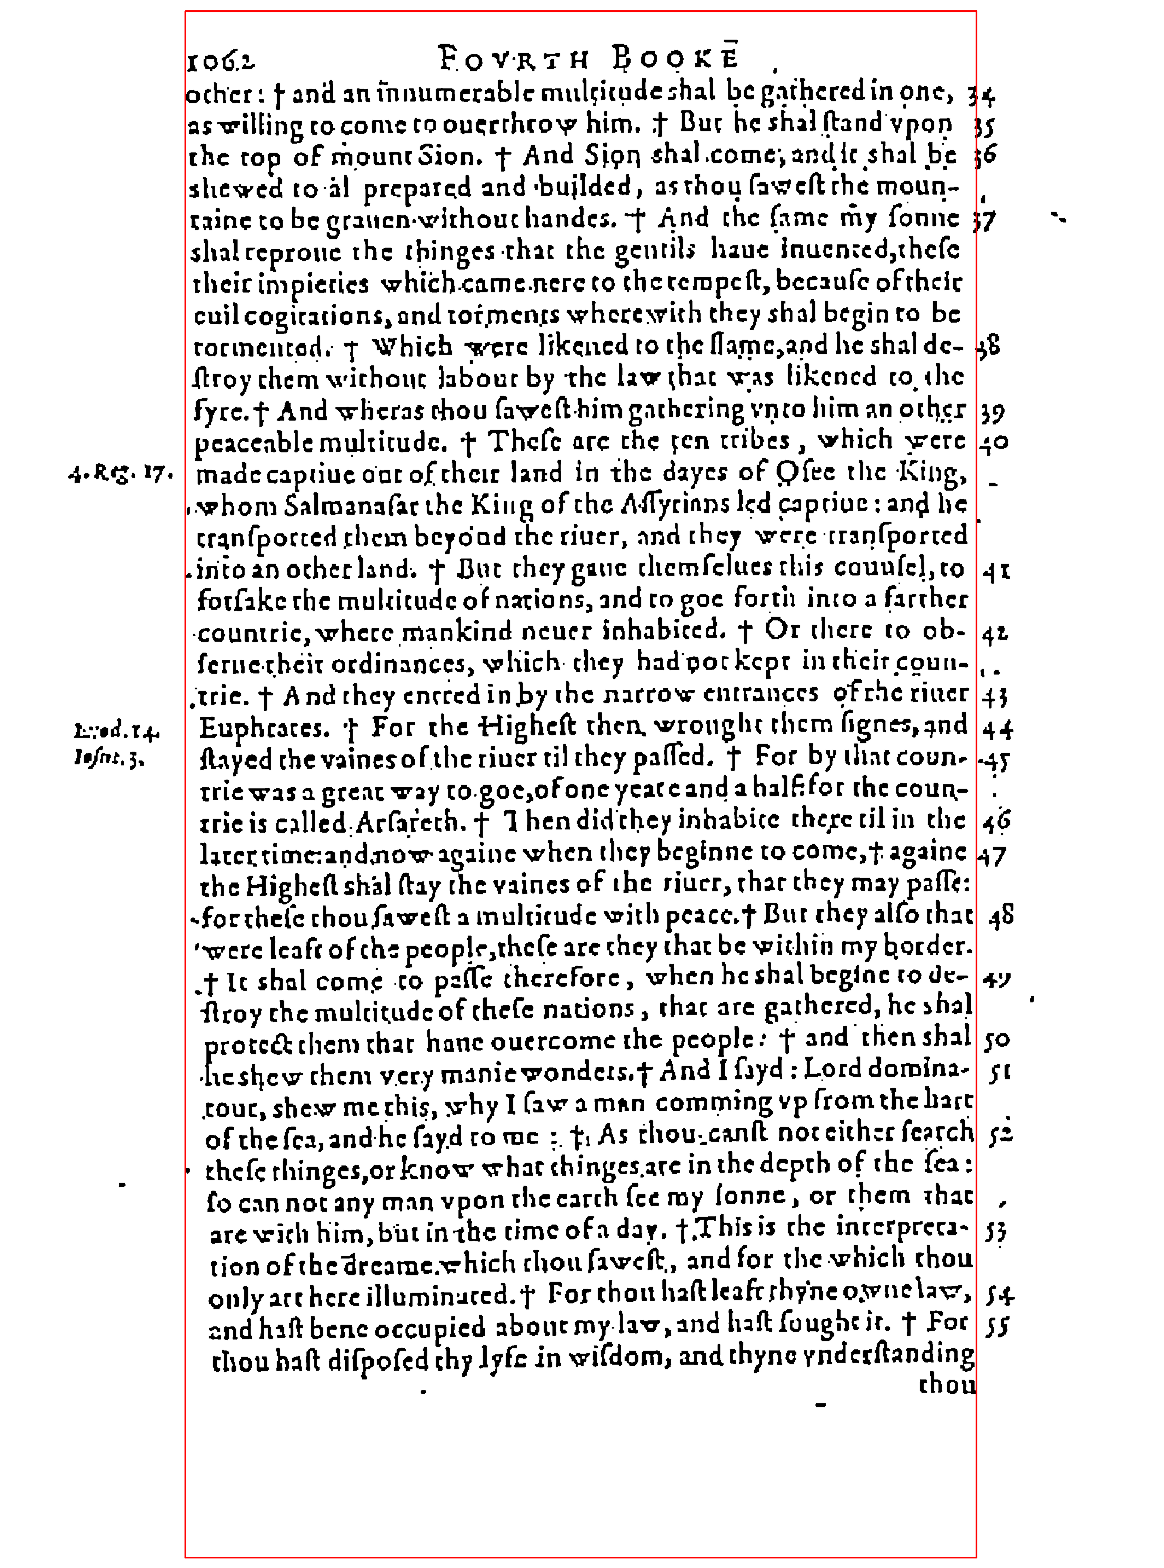 1062 FOVRTH BOOKE
other: † and an innumerable multitude shal be gathered in one, 34
as willing to come to ouerthrow him. † But he shal ſtand vpon 35
the top of mount Sion. † And Sion shal come, and it shal be 36
shewed to al prepared and builded, as thou ſaweſt the moun-
taine to be grauen without handes. † And the ſame my ſonne 37
shal reproue the thinges that the gentils haue inuented, theſe
their impieties which came nere to the tempeſt, becauſe of their
euil cogitations, and torments wherewith they shal begin to be
tormented. † Which were likened to the flame, and he shal de- 38
ſtroy them without labour by the law that was likened to the
fyre. † And wheras thou ſaweſt him gathering vnto him an other 39
peaceable multitude. † Theſe are the ten tribes, which were 40
4. Reg. 17. made captiue out of their land in the dayes of Oſee the King,
whom Salmanaſar the King of the Aſſyrians led captiue: and he
tranſported them beyond the riuer, and they were tranſported
into an other land. † But they gaue themſelues this counſel, to 41
forſake the multitude of nations, and to goe forth into a farther
countrie, where mankind neuer inhabited. † Or there to ob- 42
ſerue their ordinances, which they had not kept in their coun-
trie. † And they entred in by the narrow entrances of the riuer 43
Exod. 14. Euphrates. † For the Higheſt then wrought them ſignes, and 44
Ioſue. 3. ſtayed the vaines of the riuer til they paſſed. † For by that coun- 45
trie was a great way to goe, of one yeare and a half: for the coun-
trie is called Arſareth. † Then did they inhabite there til in the 46
later time: and now againe when they beginne to come, † againe 47
the Higheſt shal ſtay the vaines of the riuer, that they may paſſe:
for theſe thou ſaweſt a multitude with peace. † But they alſo that 48
were leaft of the people, theſe are they that be within my border.
† It shal come to paſſe therefore, when he shal begine to de- 49
ſtroy the multitude of theſe nations, that are gathered, he shal
protect them that haue ouercome the people: † and then shal 50
he shew them very manie wonders. † And I ſayd: Lord domina- 51
tour, shew me this, why I ſaw a man comming vp from the hart
of the ſea, and he ſayd to me: † As thou canſt not either ſearch 52
theſe thinges, or know what thinges are in the depth of the ſea:
ſo can not any man vpon the earth ſee my ſonne, or them that
are with him, but in the time of a day. † This is the interpreta- 53
tion of the dreame which thou ſaweſt, and for the which thou
only art here illuminated. † For thou haſt leaft thyne owne law, 54
and haſt bene occupied about my law, and haſt ſought it. † For 55
thou haſt diſpoſed thy lyfe in wiſdom, and thyne vnderſtanding
thou